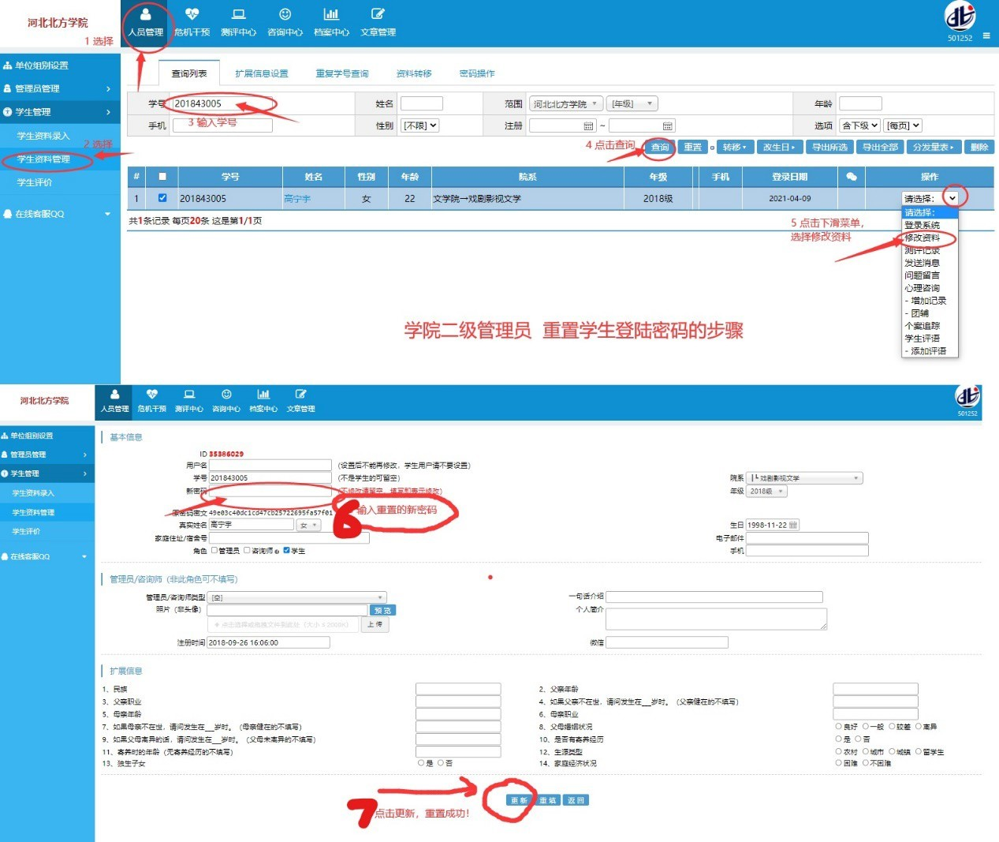 河北北方学院
1 选择
人员管理 危机干预 测评中心 咨询中心 档案中心 文章管理
501252
单位组别设置
管理员管理
学生管理
学生资料录入
2 选择
学生资料管理
学生评价
在线客服QQ
查询列表 扩展信息设置 重复学号查询 资料转移 密码操作
学号 201843005 姓名 范围 河北北方学院 [年级] 年龄
手机 3 输入学号 性别 [不限] 注册 ~ 选项 含下级 [每页]
4 点击查询 查询 重置 转移 改生日 导出所选 导出全部 分发量表 删除
# 学号 姓名 性别 年龄 院系 年级 手机 登录日期 操作
1 201843005 高宁宇 女 22 文学院→戏剧影视文学 2018级 2021-04-09 请选择:
共1条记录 每页20条 这是第1/1页
5 点击下滑菜单，
选择修改资料
请选择:
登录系统
修改资料
测评记录
发送消息
问题留言
心理咨询
- 增加记录
- 团辅
个案追踪
学生评语
- 添加评语
学院二级管理员 重置学生登陆密码的步骤
河北北方学院
人员管理 危机干预 测评中心 咨询中心 档案中心 文章管理
501252
单位组别设置
管理员管理
学生管理
学生资料录入
学生资料管理
学生评价
在线客服QQ
基本信息
ID 35386029
用户名 (设置后不能再修改，学生用户请不要设置)
学号 201843005 (不是学生的可留空) 院系 戏剧影视文学
新密码 (不修改请留空，填写即表示修改) 年级 2018级
6 输入重置的新密码
原密码密文 49e03c40dc1cd47cb25722695fa57f01
真实姓名 高宁宇 女 生日 1998-11-22
家庭住址/宿舍号 电子邮件
角色 管理员 咨询师 学生 手机
管理员/咨询师 (非此角色可不填写)
管理员/咨询师类型 [空] 一句话介绍
照片 (非头像) 预览 个人简介
点击选择或拖拽文件到此处 (大小 ≤ 2000K) 上传
注册时间 2018-09-26 16:06:00 微信
扩展信息
1、民族 2、父亲年龄
3、父亲职业 4、如果父亲不在世，请问发生在__岁时。(父亲健在的不填写)
5、母亲年龄 6、母亲职业
7、如果母亲不在世，请问发生在__岁时。(母亲健在的不填写) 8、父母婚姻状况 良好 一般 较差 离异
9、如果父母离异的话，请问发生在__岁时。(父母未离异的不填写) 10、是否有寄养经历 是 否
11、寄养时的年龄 (无寄养经历的不填写) 12、生源类型 农村 城市 城镇 留学生
13、独生子女 是 否 14、家庭经济状况 困难 不困难
更新 重填 返回
7 点击更新，重置成功!